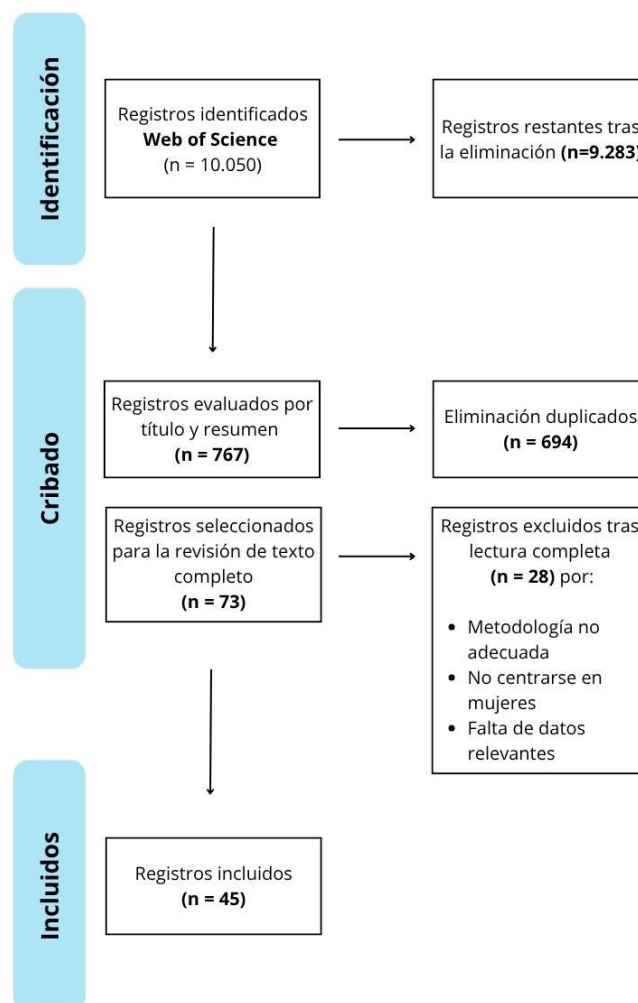 Identificación
Registros identificados
Web of Science
(n = 10.050)
Registros restantes tras
la eliminación (n=9.283)
Cribado
Registros evaluados por
título y resumen
(n = 767)
Eliminación duplicados
(n = 694)
Registros seleccionados
para la revisión de texto
completo
(n = 73)
Registros excluidos tras
lectura completa
(n = 28) por:
• Metodología no
adecuada
• No centrarse en
mujeres
• Falta de datos
relevantes
Incluidos
Registros incluidos
(n = 45)